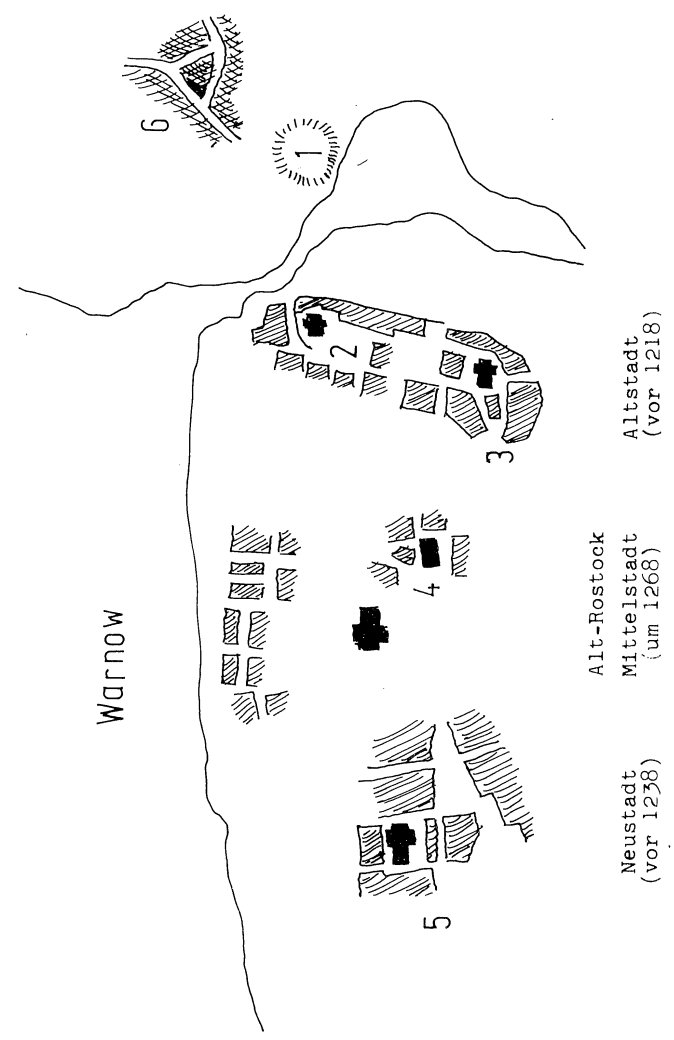 Warnow
6
1
2
3
4
5
Neustadt
(vor 1238)
Alt-Rostock
Mittelstadt
(um 1268)
Altstadt
(vor 1218)